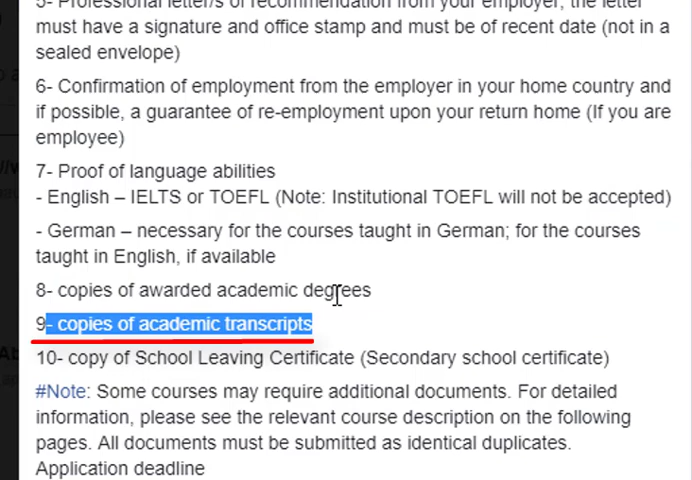 5- Professional letter/s of recommendation from your employer; the letter
must have a signature and office stamp and must be of recent date (not in a
sealed envelope)
6- Confirmation of employment from the employer in your home country and
if possible, a guarantee of re-employment upon your return home (If you are
employee)
7- Proof of language abilities
- English – IELTS or TOEFL (Note: Institutional TOEFL will not be accepted)
- German – necessary for the courses taught in German; for the courses
taught in English, if available
8- copies of awarded academic degrees
9- copies of academic transcripts
10- copy of School Leaving Certificate (Secondary school certificate)
#Note: Some courses may require additional documents. For detailed
information, please see the relevant course description on the following
pages. All documents must be submitted as identical duplicates.
Application deadline